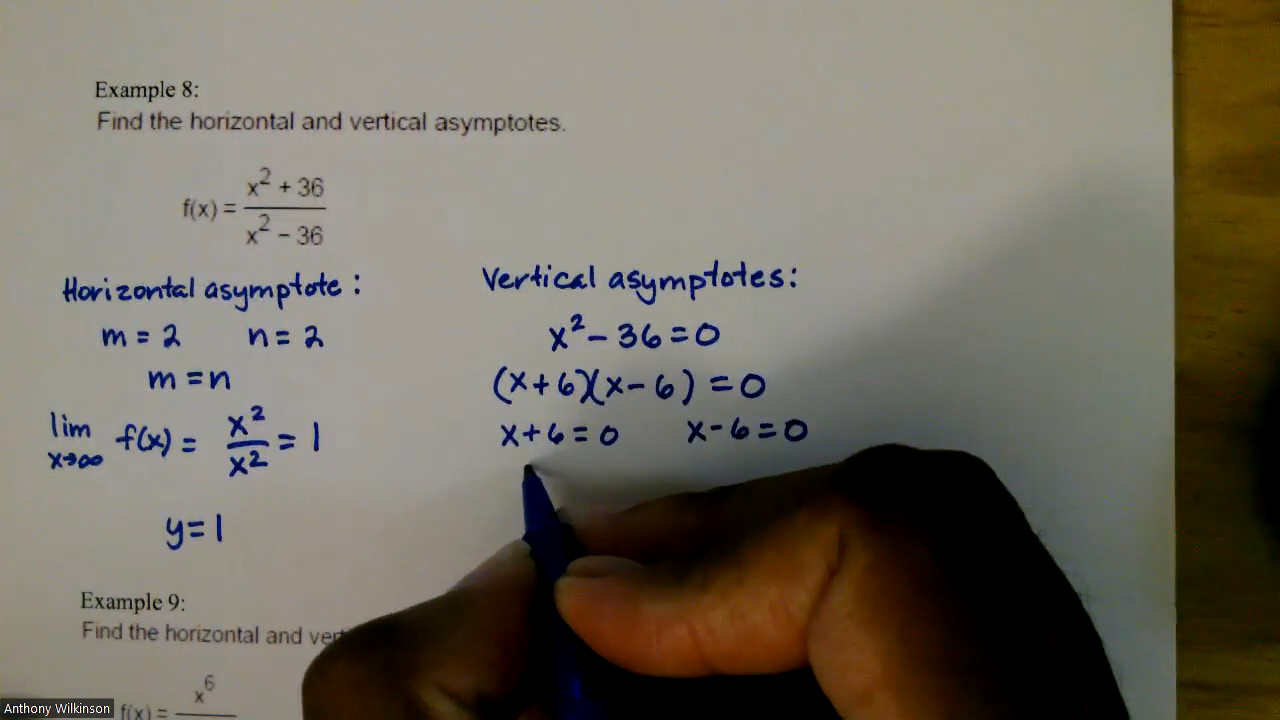 Example 8:
Find the horizontal and vertical asymptotes.
f(x) = x² + 36 / x² - 36
Horizontal asymptote:
m = 2 n = 2
m = n
lim x→∞ f(x) = x² / x² = 1
y = 1
Vertical asymptotes:
x² - 36 = 0
(x + 6)(x - 6) = 0
x + 6 = 0 x - 6 = 0
Example 9:
Find the horizontal and
f(x) = x⁶
Anthony Wilkinson